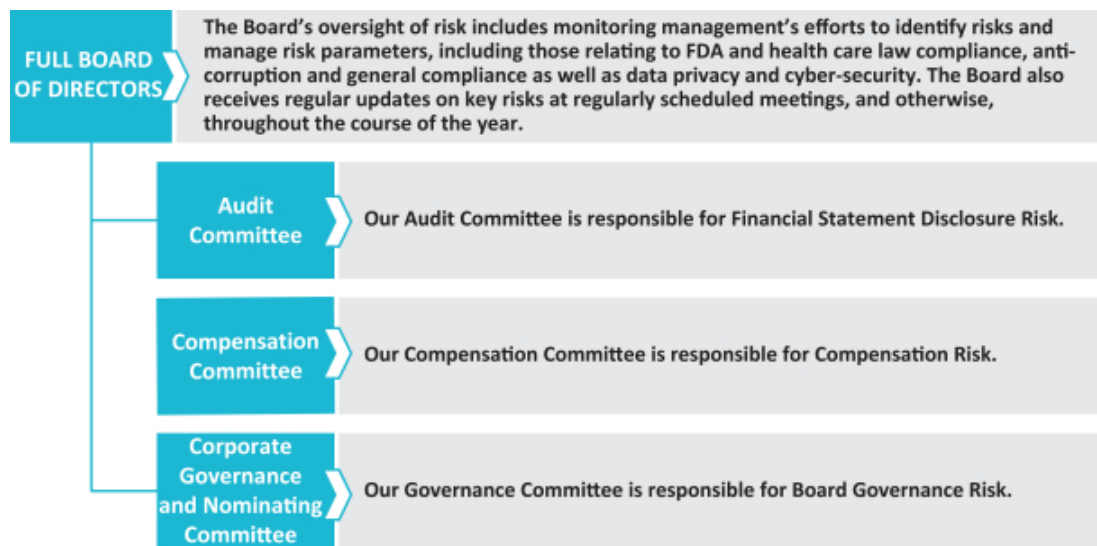 FULL BOARD
OF DIRECTORS
The Board’s oversight of risk includes monitoring management’s efforts to identify risks and
manage risk parameters, including those relating to FDA and health care law compliance, anti-
corruption and general compliance as well as data privacy and cyber-security. The Board also
receives regular updates on key risks at regularly scheduled meetings, and otherwise,
throughout the course of the year.
Audit
Committee
Our Audit Committee is responsible for Financial Statement Disclosure Risk.
Compensation
Committee
Our Compensation Committee is responsible for Compensation Risk.
Corporate
Governance
and Nominating
Committee
Our Governance Committee is responsible for Board Governance Risk.